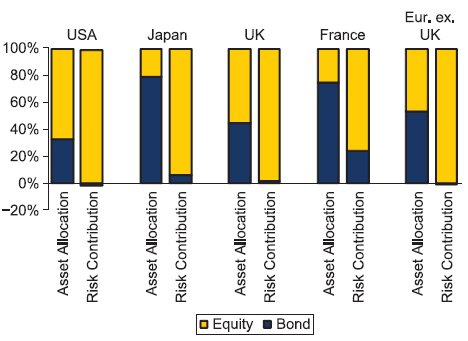 Eur. ex.
USA Japan UK France UK
100%
80%
60%
40%
20%
0%
−20%
Asset Allocation
Risk Contribution
Asset Allocation
Risk Contribution
Asset Allocation
Risk Contribution
Asset Allocation
Risk Contribution
Asset Allocation
Risk Contribution
Equity Bond